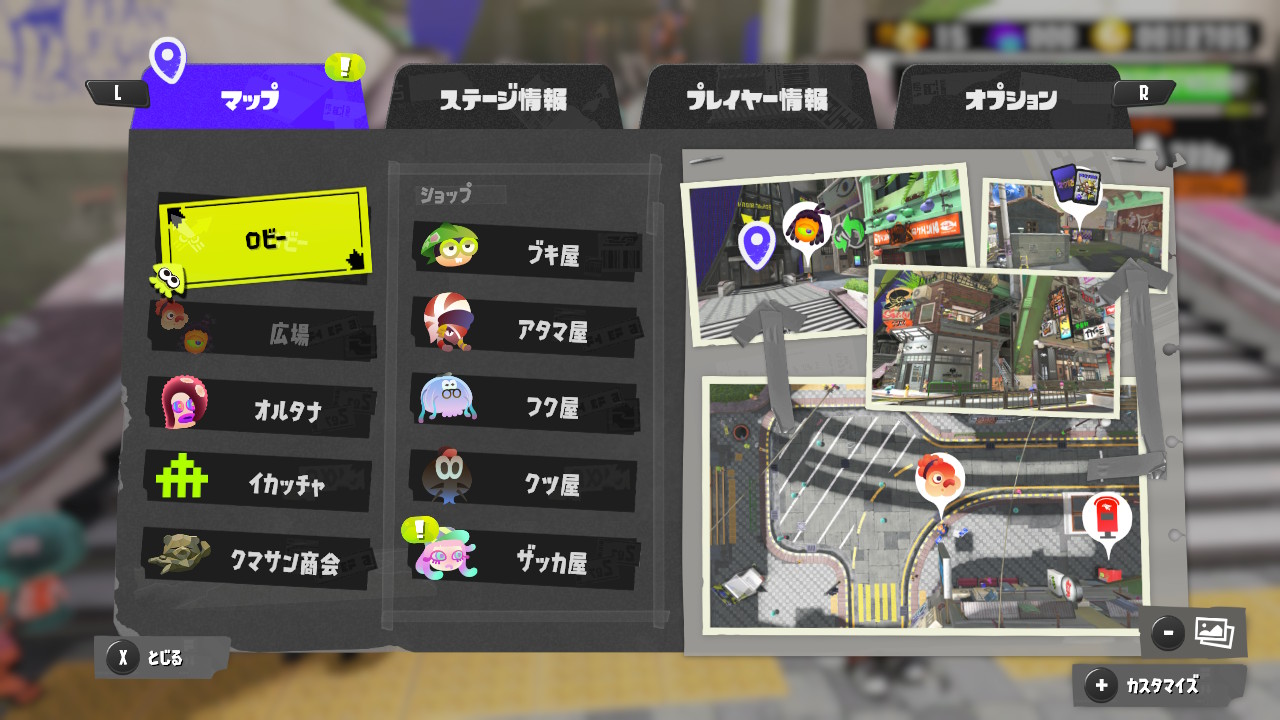 L
マップ
ステージ情報
プレイヤー情報
オプション
R
ロビー
広場
オルタナ
イカッチャ
クマサン商会
ショップ
ブキ屋
アタマ屋
フク屋
クツ屋
ザッカ屋
X とじる
-
+ カスタマイズ